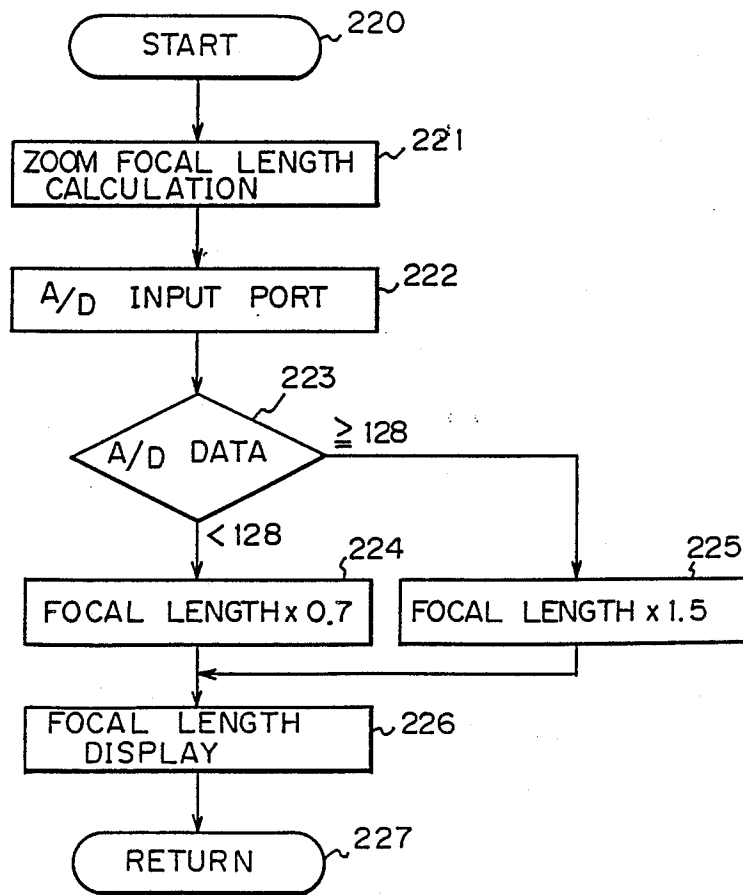 START
220
ZOOM FOCAL LENGTH
CALCULATION
221
A/D INPUT PORT
222
223
A/D DATA
≧ 128
< 128
224
225
FOCAL LENGTH x 0.7
FOCAL LENGTH x 1.5
FOCAL LENGTH
DISPLAY
226
RETURN
227